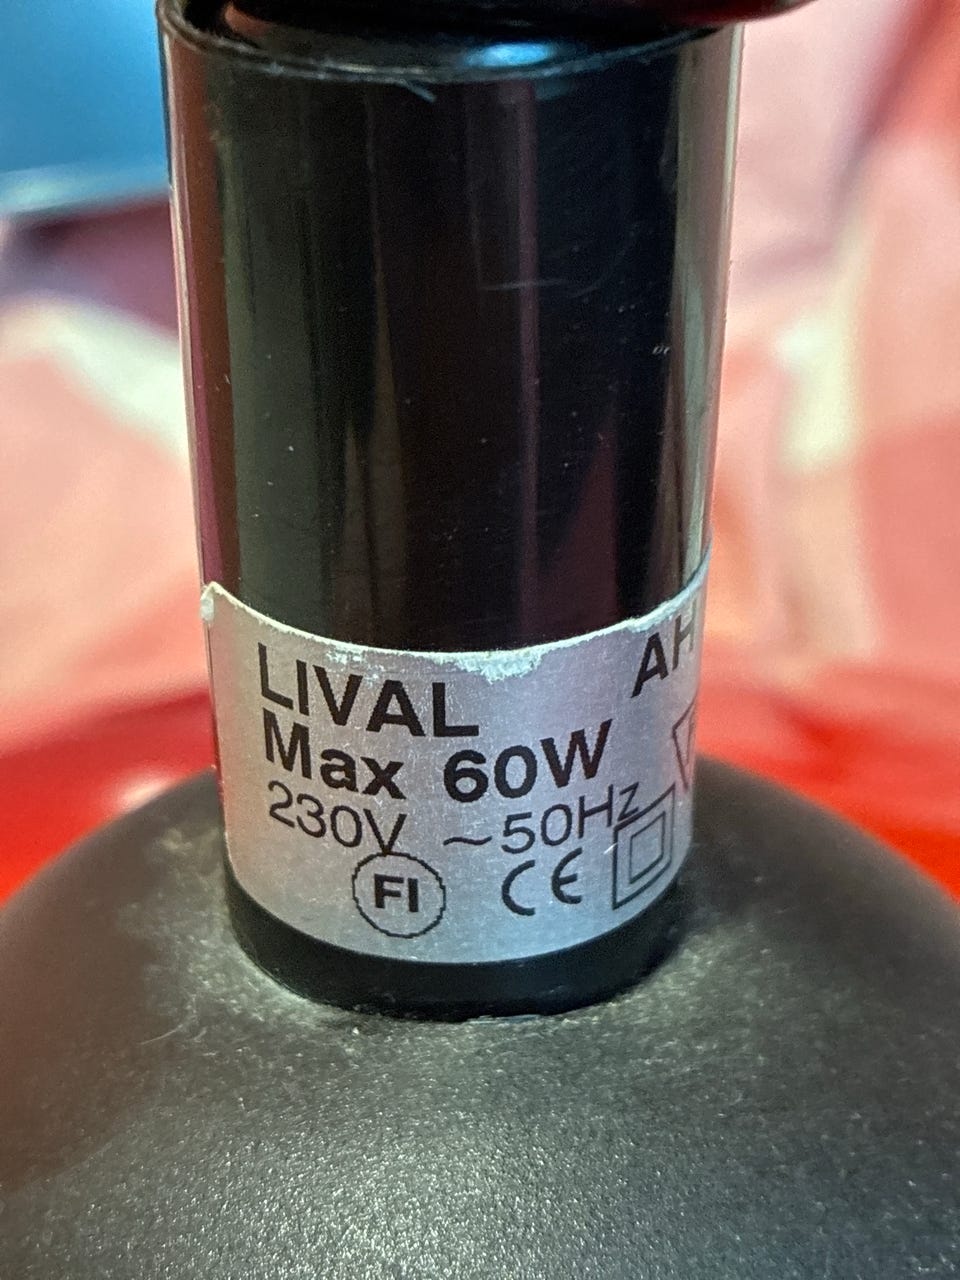 LIVAL AH
Max 60W
230V ~50Hz
FI CE